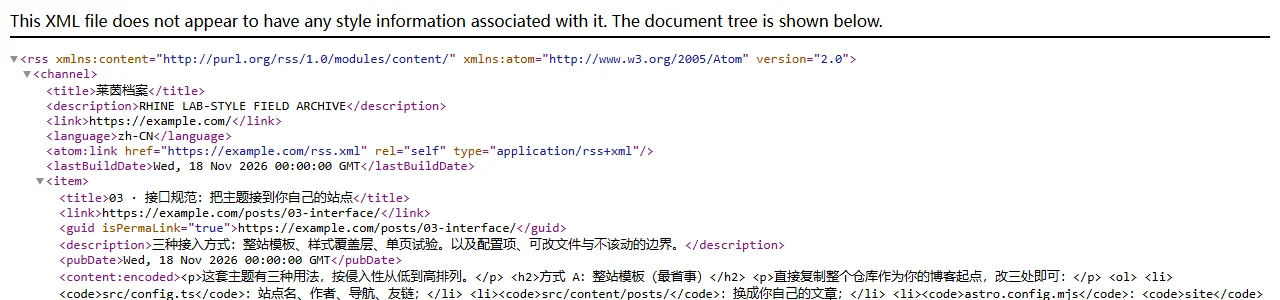 This XML file does not appear to have any style information associated with it. The document tree is shown below.
<rss xmlns:content="http://purl.org/rss/1.0/modules/content/" xmlns:atom="http://www.w3.org/2005/Atom" version="2.0">
<channel>
<title>莱茵档案</title>
<description>RHINE LAB-STYLE FIELD ARCHIVE</description>
<link>https://example.com/</link>
<language>zh-CN</language>
<atom:link href="https://example.com/rss.xml" rel="self" type="application/rss+xml"/>
<lastBuildDate>Wed, 18 Nov 2026 00:00:00 GMT</lastBuildDate>
<item>
<title>03 · 接口规范：把主题接到你自己的站点</title>
<link>https://example.com/posts/03-interface/</link>
<guid isPermaLink="true">https://example.com/posts/03-interface/</guid>
<description>三种接入方式：整站模板、样式覆盖层、单页试验。以及配置项、可改文件与不该动的边界。</description>
<pubDate>Wed, 18 Nov 2026 00:00:00 GMT</pubDate>
<content:encoded><p>这套主题有三种用法，按侵入性从低到高排列。</p> <h2>方式 A：整站模板（最省事）</h2> <p>直接复制整个仓库作为你的博客起点，改三处即可：</p> <ol> <li>
<code>src/config.ts</code>：站点名、作者、导航、友链；</li> <li><code>src/content/posts/</code>：换成你自己的文章；</li> <li><code>astro.config.mjs</code> <code>site</code>